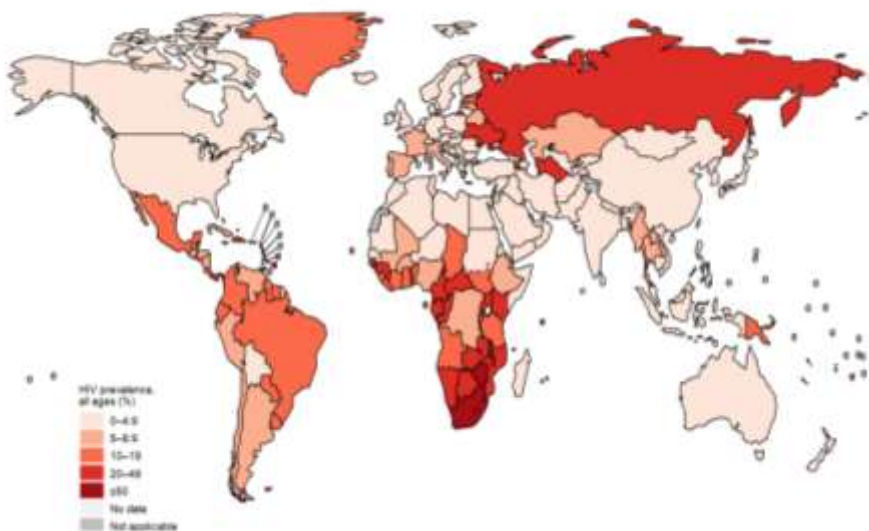 HIV prevalence,
all ages (%)
0–4.9
5–9.9
10–19
20–49
≥50
No data
Not applicable